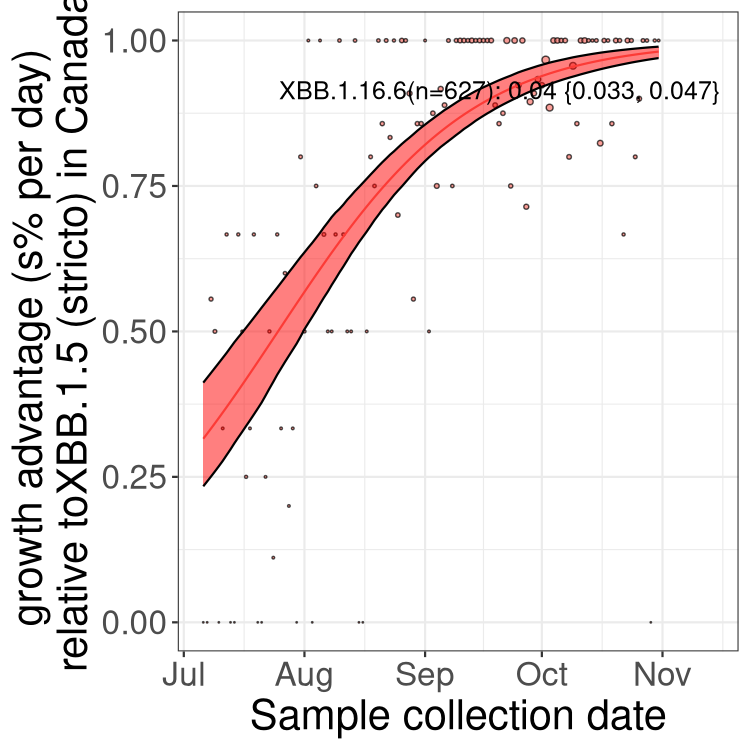 growth advantage (s% per day)
relative toXBB.1.5 (stricto) in Canada
1.00
0.75
0.50
0.25
0.00
XBB.1.16.6(n=627): 0.04 {0.033, 0.047}
Jul Aug Sep Oct Nov
Sample collection date